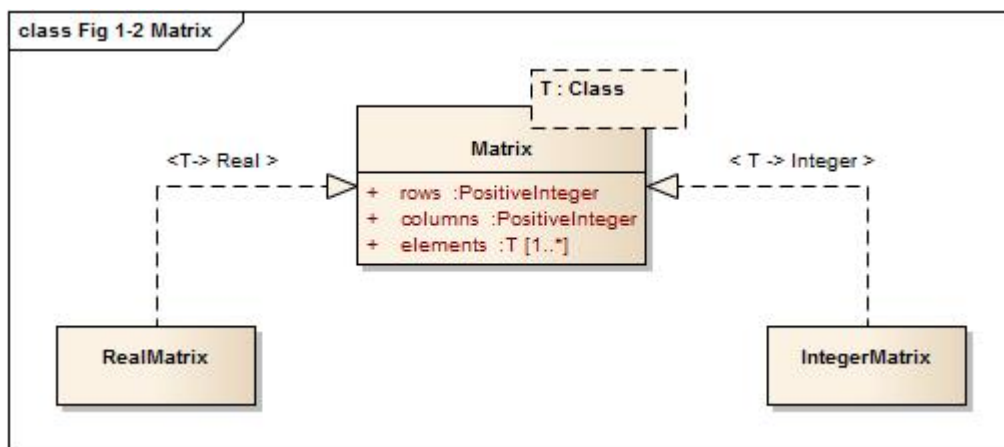 class Fig 1-2 Matrix
T : Class
Matrix
<T-> Real >
< T -> Integer >
+ rows :PositiveInteger
+ columns :PositiveInteger
+ elements :T [1..*]
RealMatrix
IntegerMatrix